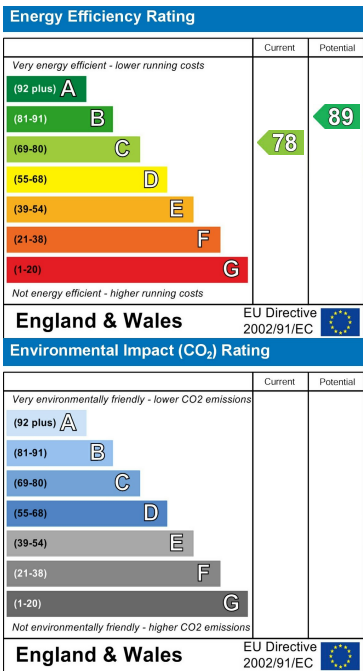 Energy Efficiency Rating
Current Potential
Very energy efficient - lower running costs
(92 plus) A
(81-91) B
(69-80) C
(55-68) D
(39-54) E
(21-38) F
(1-20) G
78
89
Not energy efficient - higher running costs
England & Wales
EU Directive
2002/91/EC
Environmental Impact (CO₂) Rating
Current Potential
Very environmentally friendly - lower CO2 emissions
(92 plus) A
(81-91) B
(69-80) C
(55-68) D
(39-54) E
(21-38) F
(1-20) G
Not environmentally friendly - higher CO2 emissions
England & Wales
EU Directive
2002/91/EC